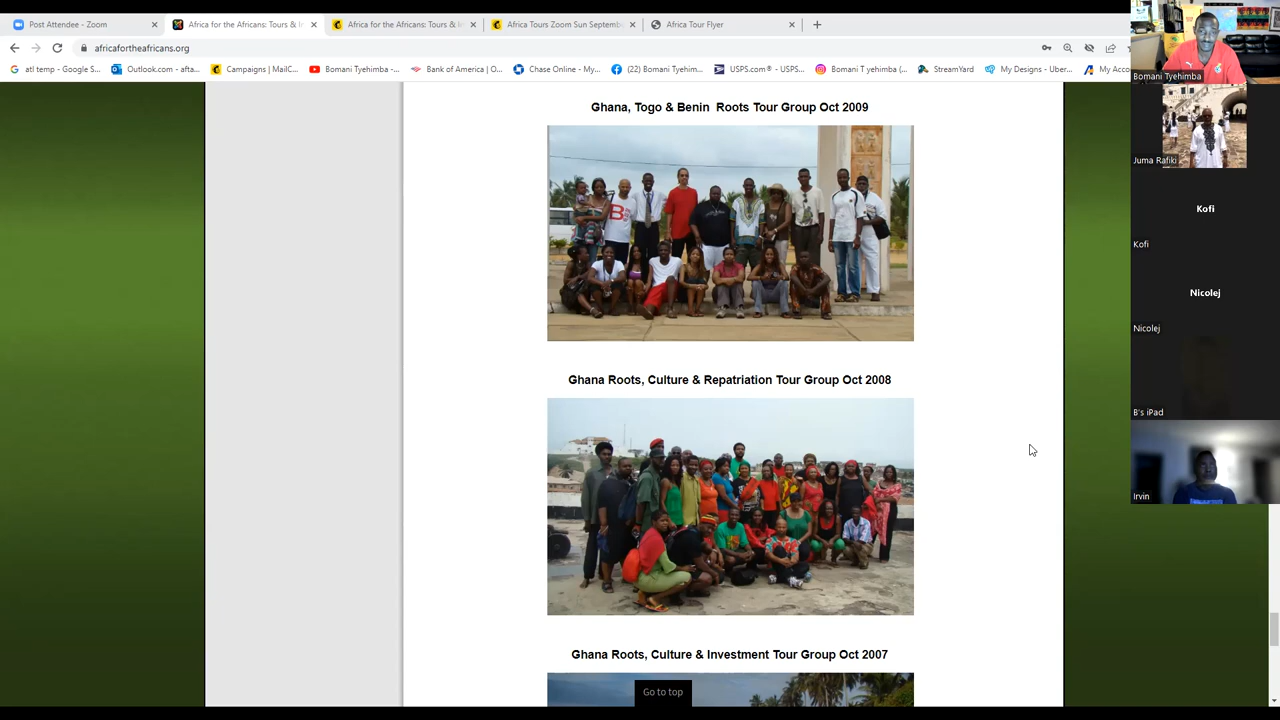 Post Attendee - Zoom
Africa for the Africans: Tours & In
Africa for the Africans: Tours & In
Africa Tours Zoom Sun Septemb
Africa Tour Flyer
africafortheafricans.org
atl temp - Google S...
Outlook.com - afta...
Campaigns | MailC...
Bomani Tyehimba -...
Bank of America | O...
Chase Online - My...
(22) Bomani Tyehim...
USPS.com® - USPS...
Bomani T yehimba (...
StreamYard
My Designs - Uber...
My Acco
Ghana, Togo & Benin Roots Tour Group Oct 2009
Ghana Roots, Culture & Repatriation Tour Group Oct 2008
Ghana Roots, Culture & Investment Tour Group Oct 2007
Go to top
Bomani Tyehimba
Juma Rafiki
Kofi
Kofi
Nicolej
Nicolej
B's iPad
Irvin